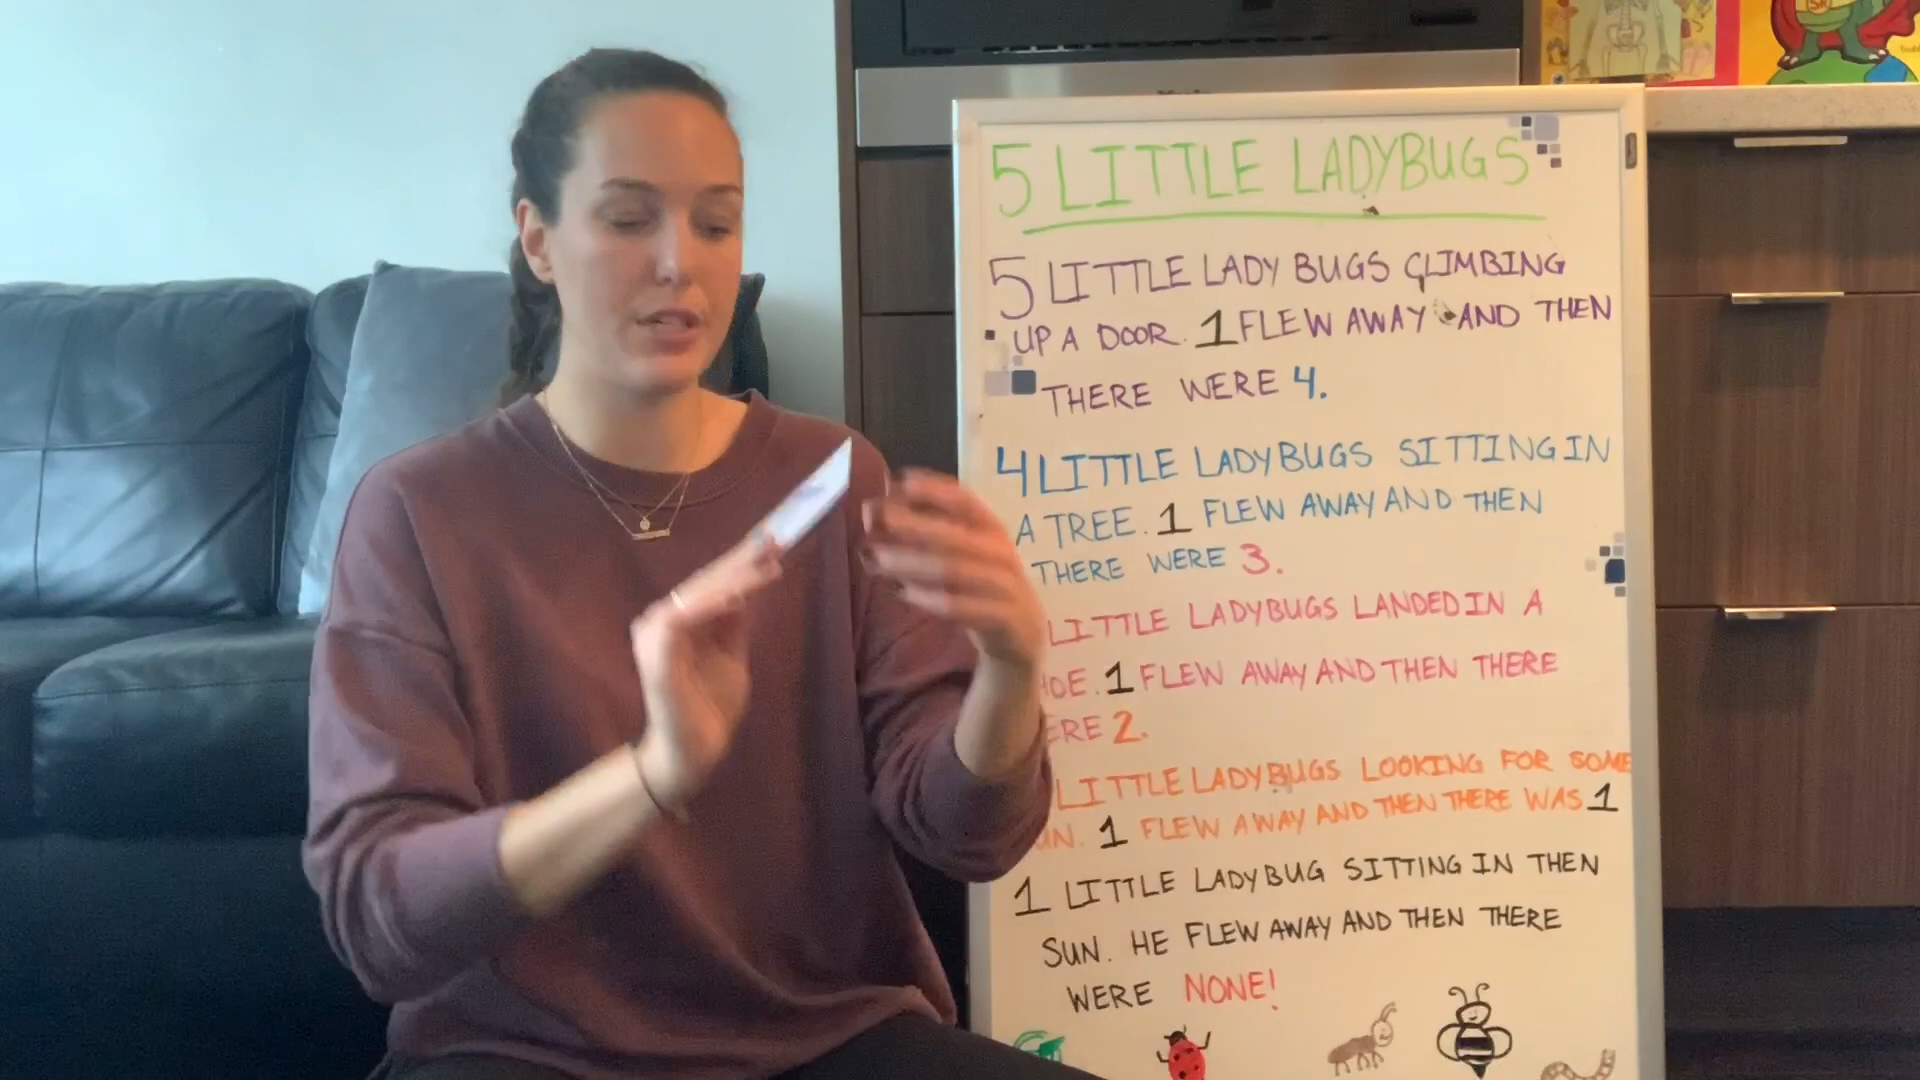 5 LITTLE LADYBUGS
5 LITTLE LADY BUGS CLIMBING
UP A DOOR. 1 FLEW AWAY AND THEN
THERE WERE 4.
4 LITTLE LADYBUGS SITTING IN
A TREE. 1 FLEW AWAY AND THEN
THERE WERE 3.
LITTLE LADYBUGS LANDED IN A
1 FLEW AWAY AND THEN THERE
2.
LITTLE LADYBUGS LOOKING FOR SOME
1 FLEW AWAY AND THEN THERE WAS 1
1 LITTLE LADYBUG SITTING IN THEN
SUN. HE FLEW AWAY AND THEN THERE
WERE NONE!